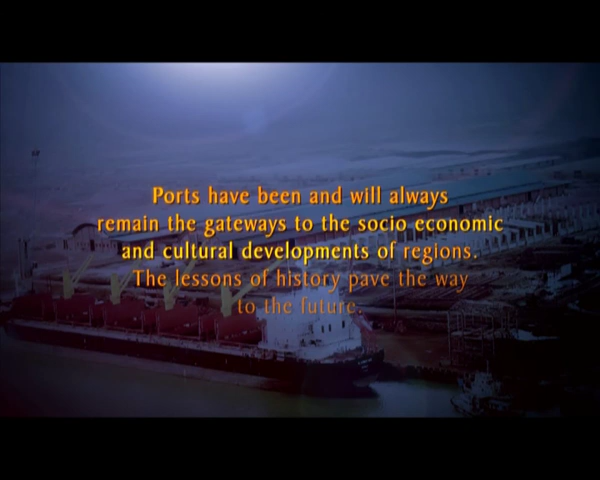 Ports have been and will always
remain the gateways to the socio economic
and cultural developments of regions.
The lessons of history pave the way
to the future.